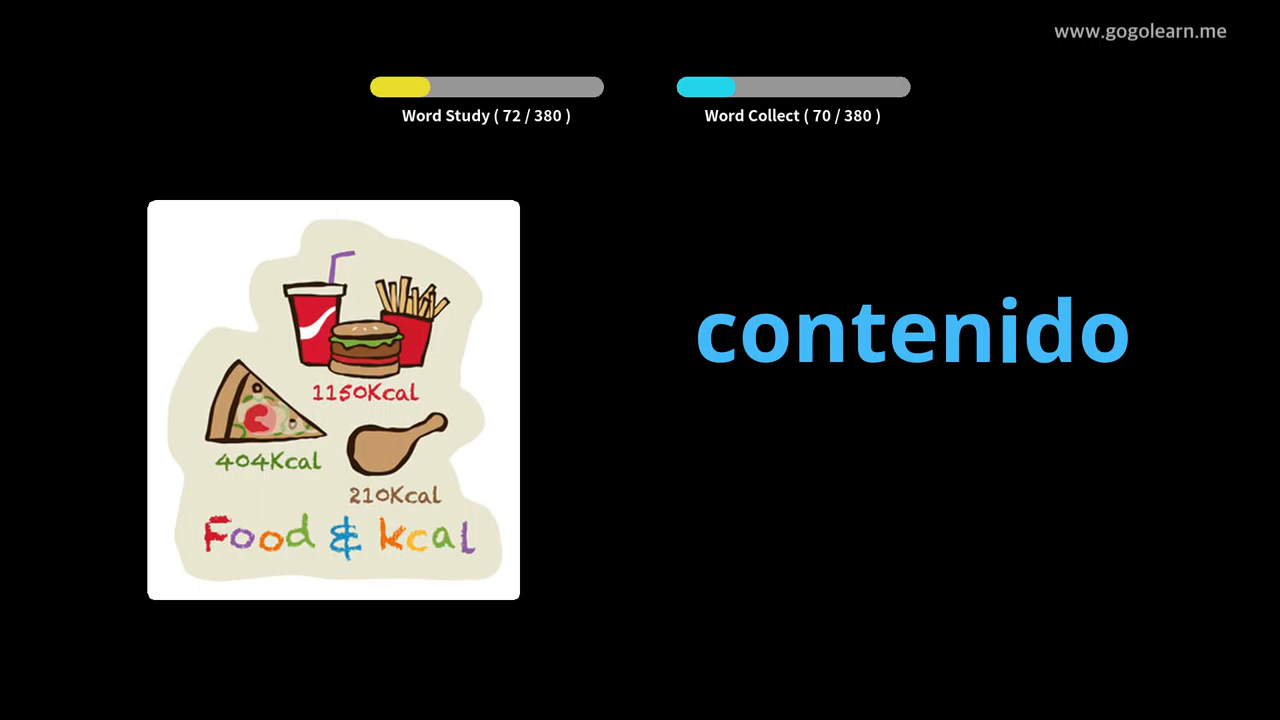 www.gogolearn.me
Word Study ( 72 / 380 )
Word Collect ( 70 / 380 )
contenido
1150Kcal
404Kcal
210Kcal
Food & kcal